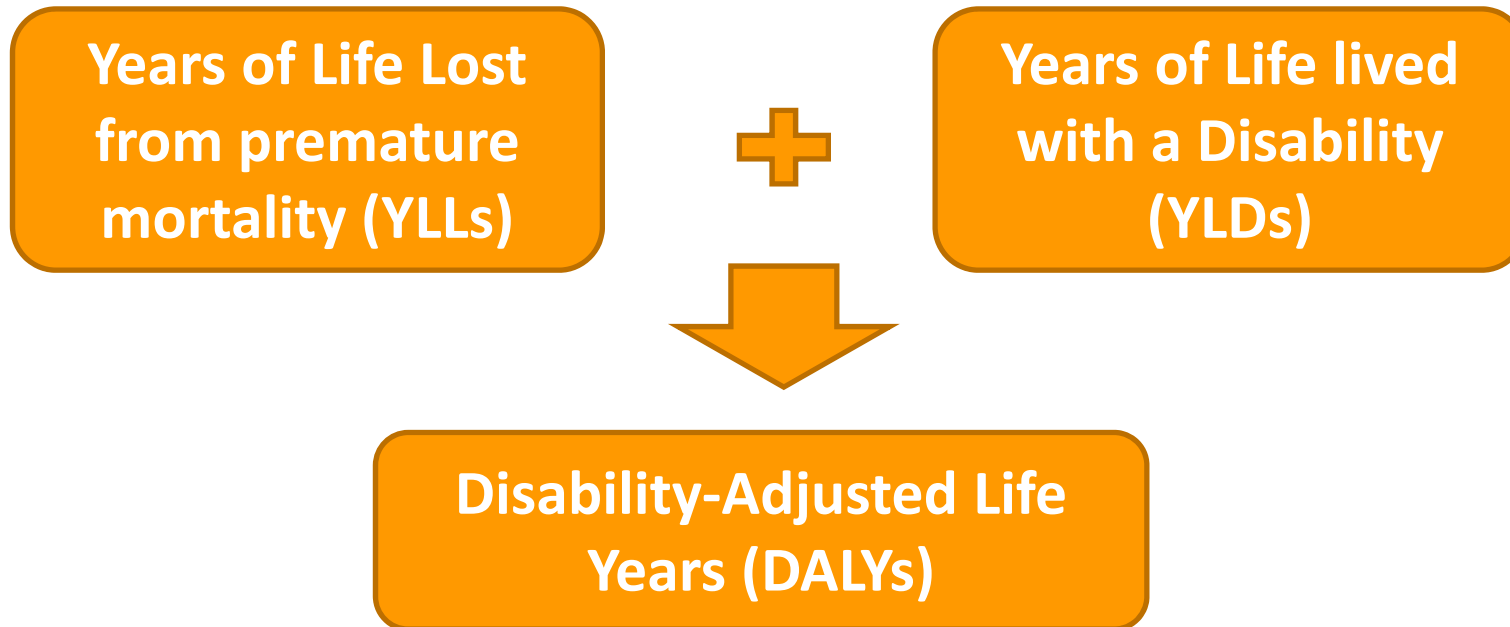 Years of Life Lost
from premature
mortality (YLLs)
Years of Life lived
with a Disability
(YLDs)
Disability-Adjusted Life
Years (DALYs)